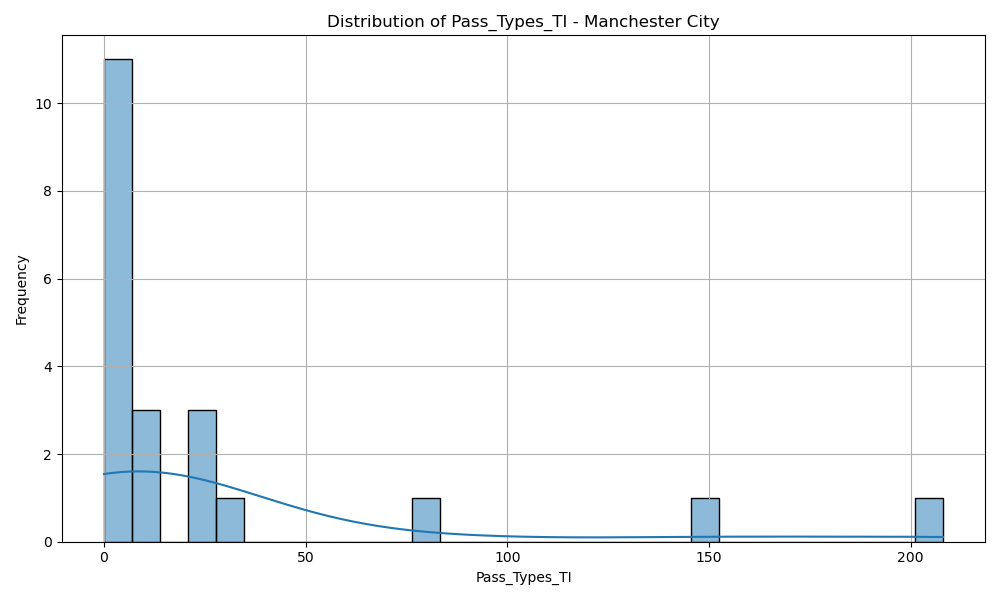 Distribution of Pass_Types_TI - Manchester City
Frequency
10
8
6
4
2
0
0 50 100 150 200
Pass_Types_TI